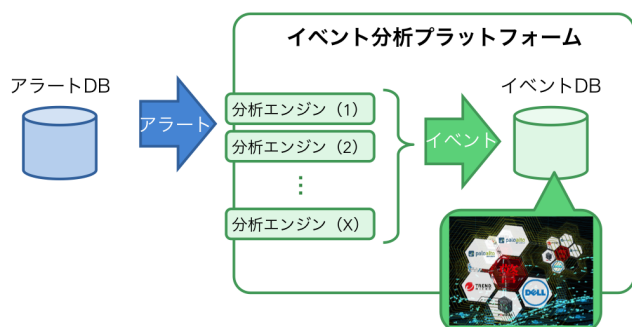 イベント分析プラットフォーム
アラートDB
アラート
分析エンジン（1）
分析エンジン（2）
⋮
分析エンジン（X）
イベント
イベントDB
paloalto
paloalto
TREND
MICRO
DELL